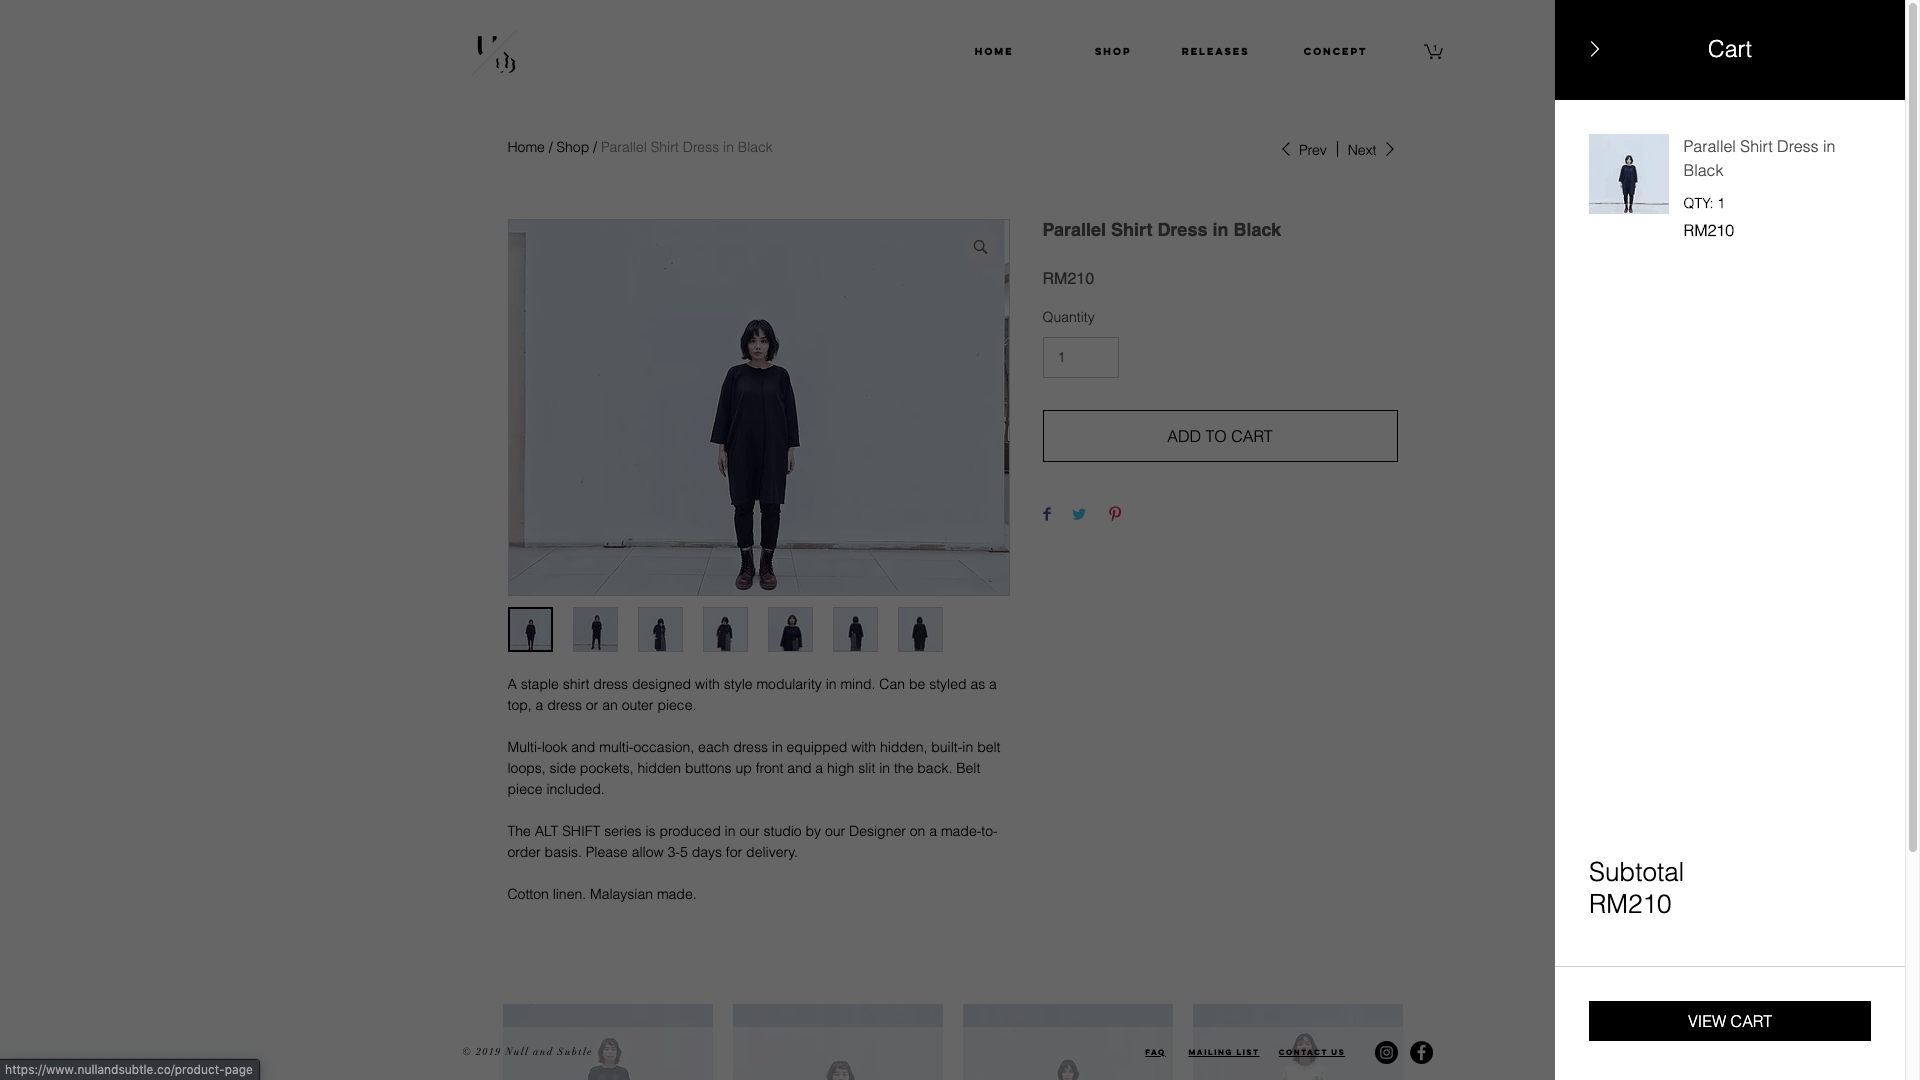 HOME
SHOP
RELEASES
CONCEPT
1
Cart
Home / Shop / Parallel Shirt Dress in Black
Prev
Next
Parallel Shirt Dress in Black
RM210
Quantity
1
ADD TO CART
A staple shirt dress designed with style modularity in mind. Can be styled as a
top, a dress or an outer piece.
Multi-look and multi-occasion, each dress in equipped with hidden, built-in belt
loops, side pockets, hidden buttons up front and a high slit in the back. Belt
piece included.
The ALT SHIFT series is produced in our studio by our Designer on a made-to-
order basis. Please allow 3-5 days for delivery.
Cotton linen. Malaysian made.
Parallel Shirt Dress in
Black
QTY: 1
RM210
Subtotal
RM210
VIEW CART
© 2019 Null and Subtle
FAQ
MAILING LIST
CONTACT US
https://www.nullandsubtle.co/product-page